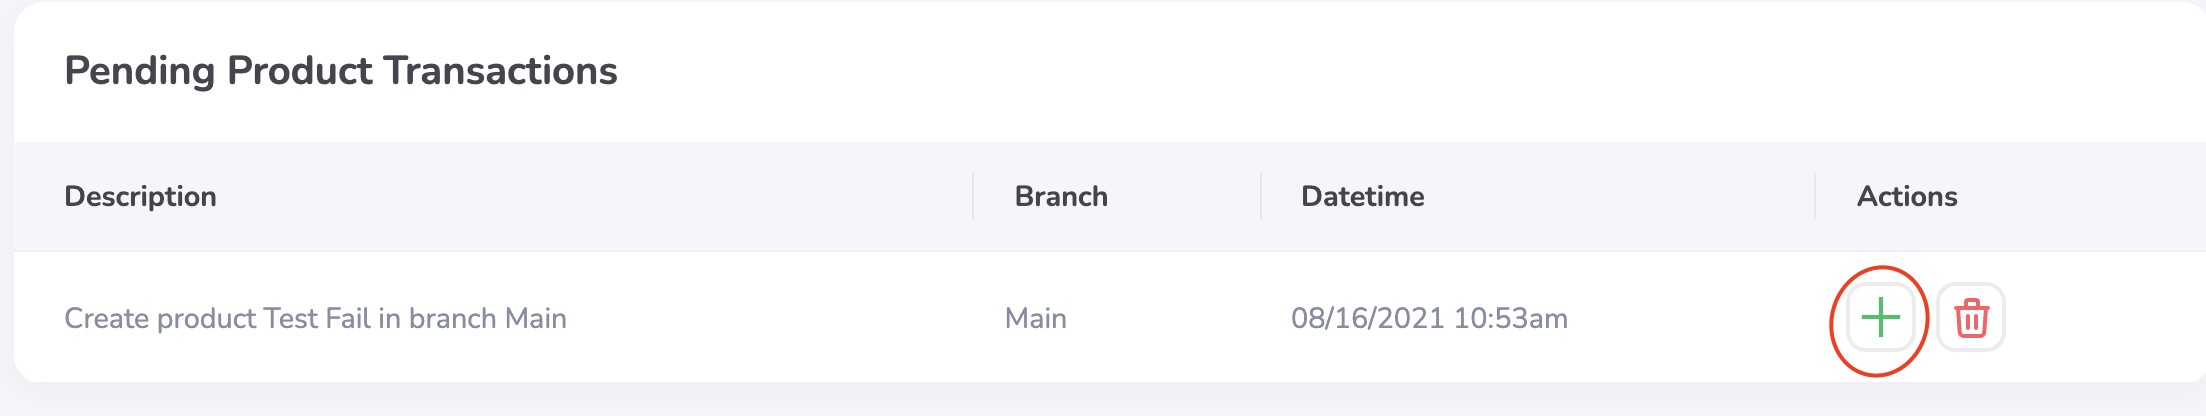 Pending Product Transactions
Description Branch Datetime Actions
Create product Test Fail in branch Main Main 08/16/2021 10:53am